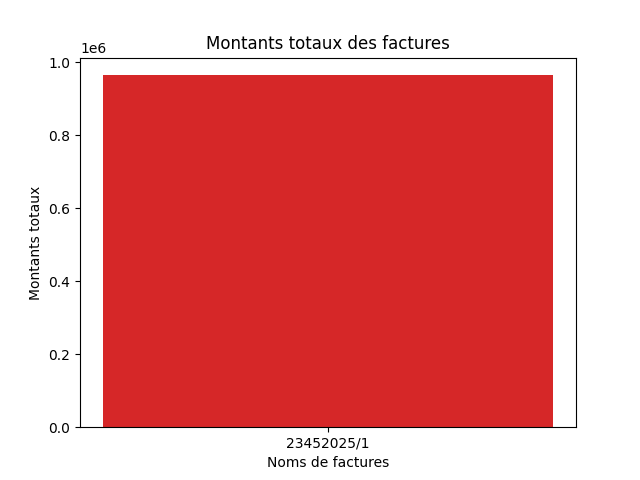 Montants totaux des factures
1e6
1.0
0.8
0.6
0.4
0.2
0.0
Montants totaux
23452025/1
Noms de factures